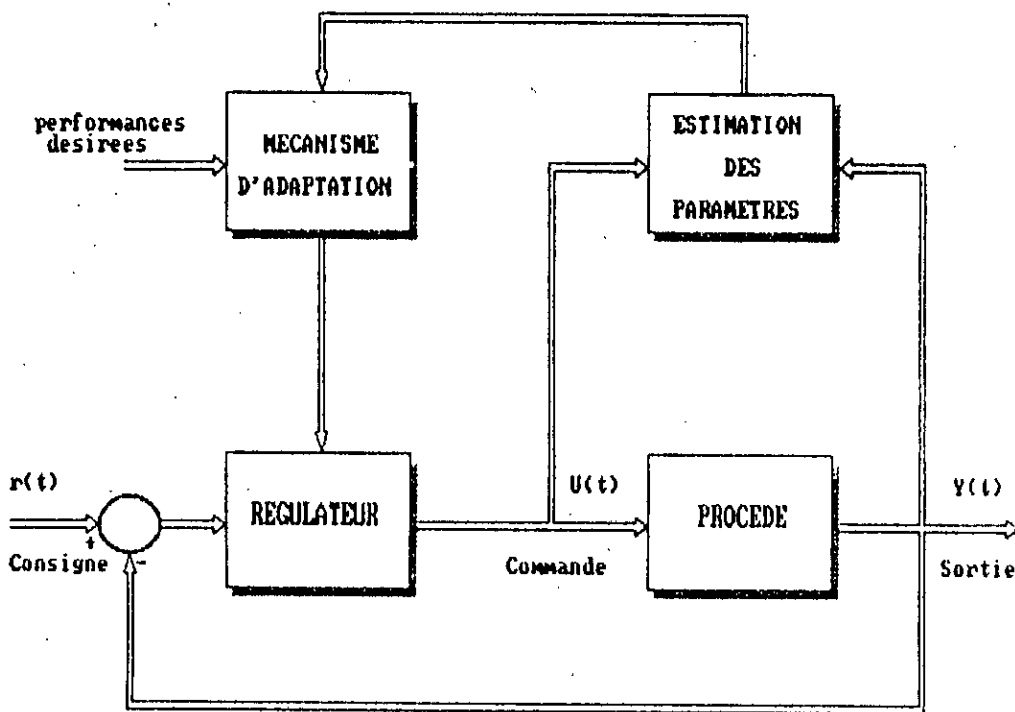 performances
desirees
MECANISME
D'ADAPTATION
ESTIMATION
DES
PARAMETRES
r(t)
+
-
Consigne
REGULATEUR
U(t)
Commande
PROCEDE
Y(t)
Sortie